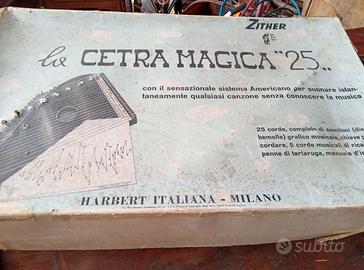 ZITHER
la CETRA MAGICA "25„
con il sensazionale sistema Americano per suonare istan-
taneamente qualsiasi canzone senza conoscere la musica
25 corde, completa di semitoni (die
bemolle) grafico musicale, chiave p
cordare, 5 corde musicali di rica
penne di tartaruga, manuale d'is
HARBERT ITALIANA - MILANO
subito